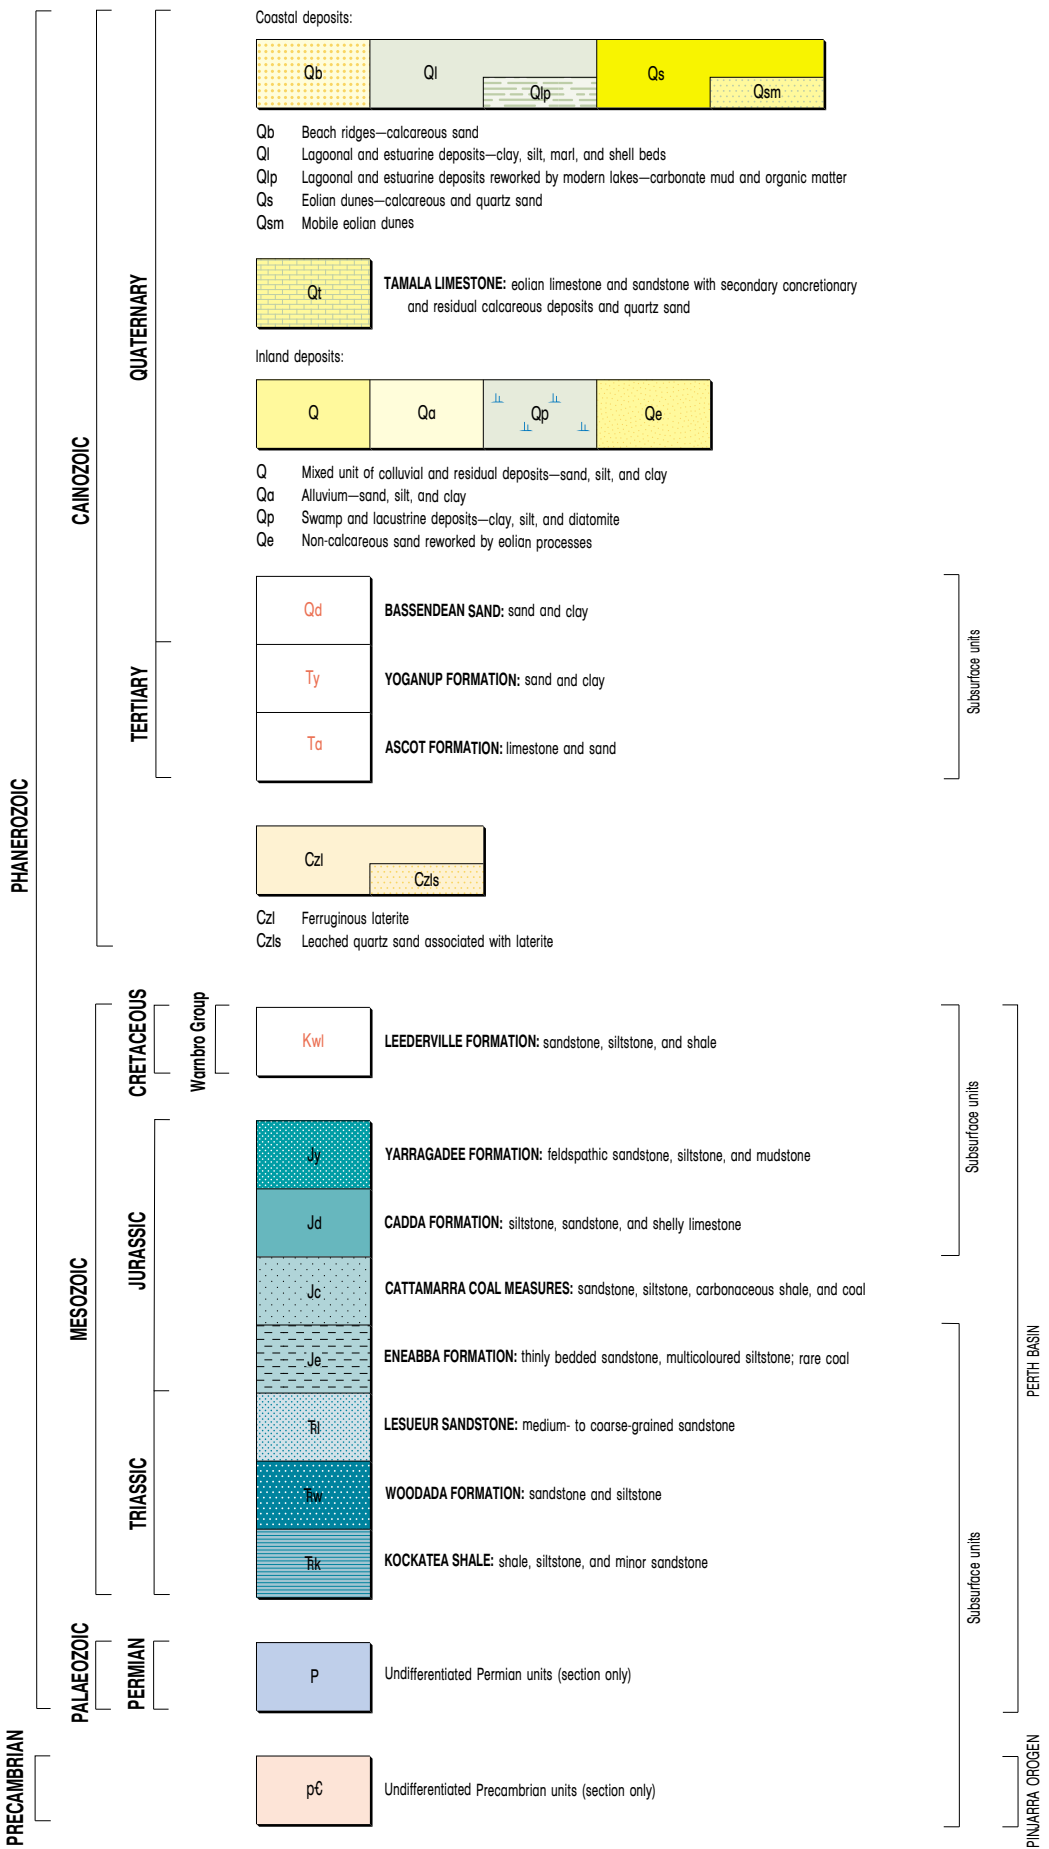 Coastal deposits:
Qb
Ql
Qlp
Qs
Qsm
Qb Beach ridges—calcareous sand
Ql Lagoonal and estuarine deposits—clay, silt, marl, and shell beds
Qlp Lagoonal and estuarine deposits reworked by modern lakes—carbonate mud and organic matter
Qs Eolian dunes—calcareous and quartz sand
Qsm Mobile eolian dunes
Qt
TAMALA LIMESTONE: eolian limestone and sandstone with secondary concretionary
and residual calcareous deposits and quartz sand
Inland deposits:
Q
Qa
Qp
Qe
Q Mixed unit of colluvial and residual deposits—sand, silt, and clay
Qa Alluvium—sand, silt, and clay
Qp Swamp and lacustrine deposits—clay, silt, and diatomite
Qe Non-calcareous sand reworked by eolian processes
Qd
BASSENDEAN SAND: sand and clay
Ty
YOGANUP FORMATION: sand and clay
Ta
ASCOT FORMATION: limestone and sand
Subsurface units
QUATERNARY
TERTIARY
CAINOZOIC
PHANEROZOIC
Czl
Czls
Czl Ferruginous laterite
Czls Leached quartz sand associated with laterite
CRETACEOUS
Warnbro Group
Kwl
LEEDERVILLE FORMATION: sandstone, siltstone, and shale
Jy
YARRAGADEE FORMATION: feldspathic sandstone, siltstone, and mudstone
Jd
CADDA FORMATION: siltstone, sandstone, and shelly limestone
Subsurface units
Jc
CATTAMARRA COAL MEASURES: sandstone, siltstone, carbonaceous shale, and coal
Je
ENEABBA FORMATION: thinly bedded sandstone, multicoloured siltstone; rare coal
JURASSIC
MESOZOIC
PERTH BASIN
Ŧl
LESUEUR SANDSTONE: medium- to coarse-grained sandstone
Ŧw
WOODADA FORMATION: sandstone and siltstone
Ŧk
KOCKATEA SHALE: shale, siltstone, and minor sandstone
TRIASSIC
Subsurface units
PALAEOZOIC
PERMIAN
P
Undifferentiated Permian units (section only)
PRECAMBRIAN
p€
Undifferentiated Precambrian units (section only)
PINJARRA OROGEN